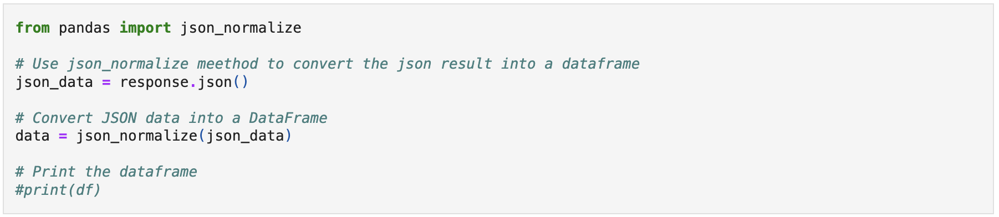 from pandas import json_normalize
# Use json_normalize meethod to convert the json result into a dataframe
json_data = response.json()
# Convert JSON data into a DataFrame
data = json_normalize(json_data)
# Print the dataframe
#print(df)